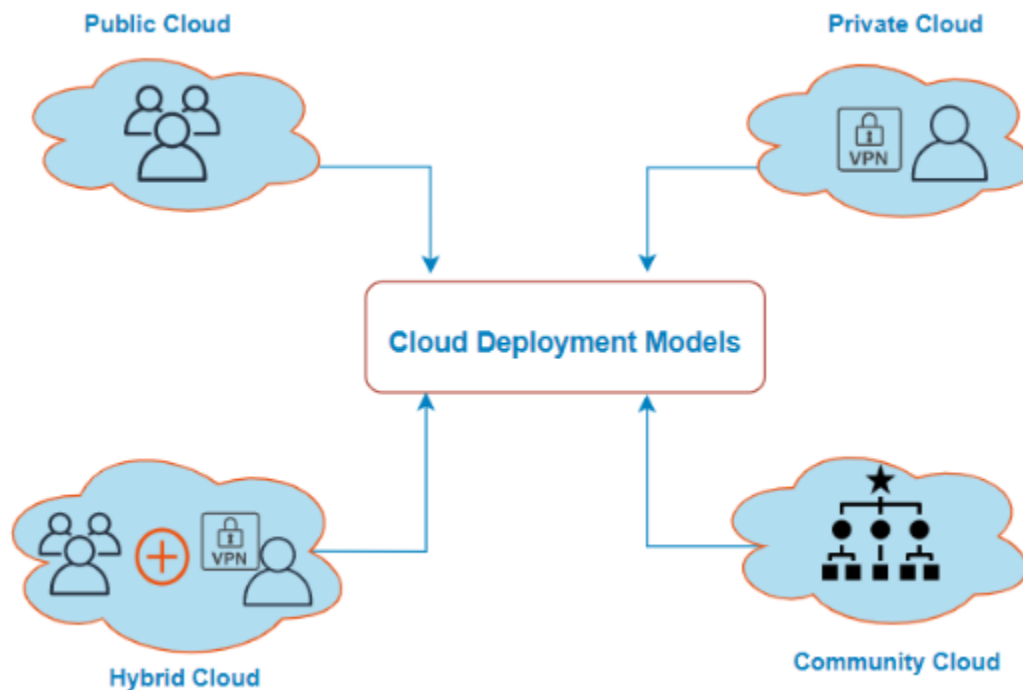 Public Cloud
Private Cloud
VPN
Cloud Deployment Models
VPN
Hybrid Cloud
Community Cloud